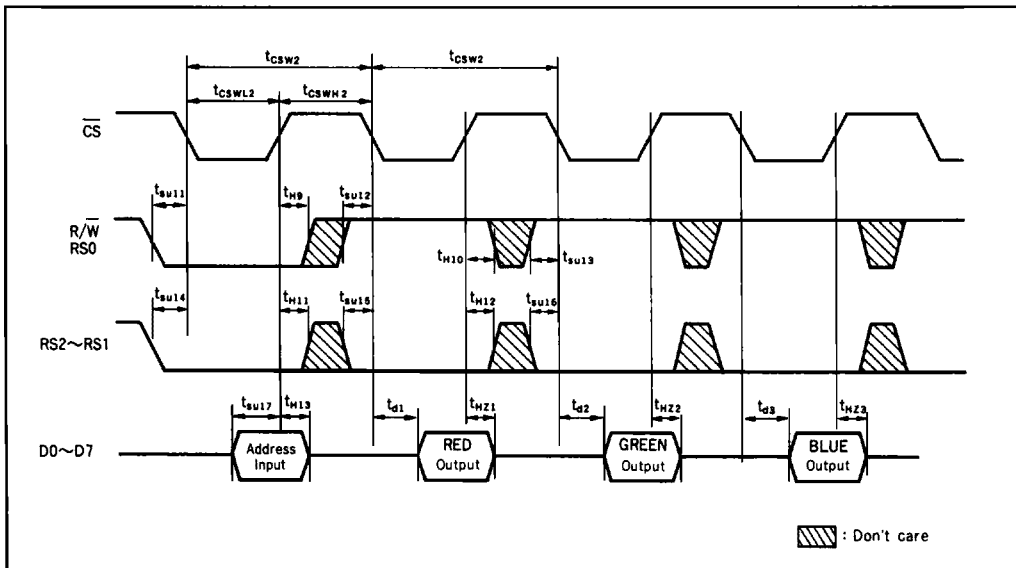 tCSW2 tCSW2
tCSWL2 tCSWH2
CS
tSU11 tH9 tSU12
R/W
RS0
tH10 tSU13
tSU14 tH11 tSU15 tH12 tSU16
RS2～RS1
tSU17 tH13 td1 tHZ1 td2 tHZ2 td3 tHZ3
D0～D7
Address
Input
RED
Output
GREEN
Output
BLUE
Output
: Don't care